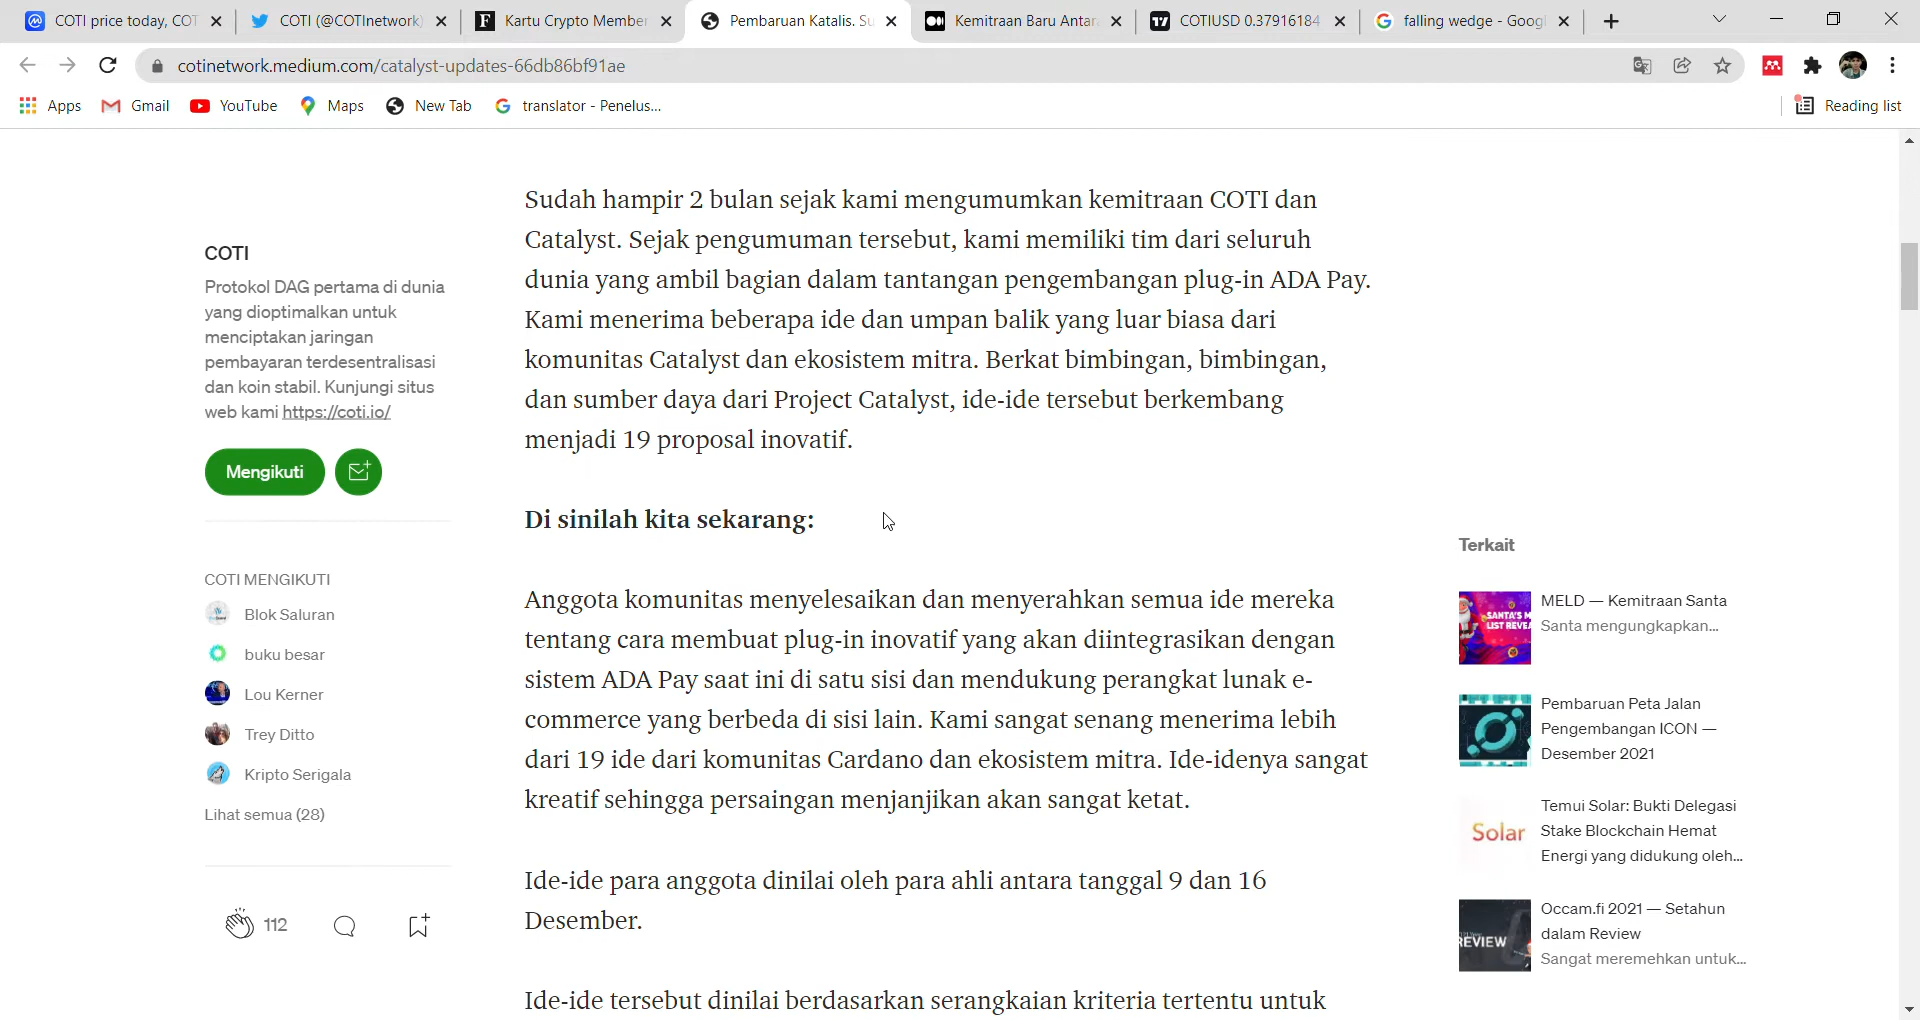 COTI price today, COT
COTI (@COTInetwork)
Kartu Crypto Member
Pembaruan Katalis. Su
Kemitraan Baru Antar
COTIUSD 0.37916184
falling wedge - Googl
cotinetwork.medium.com/catalyst-updates-66db86bf91ae
Apps
Gmail
YouTube
Maps
New Tab
translator - Penelus...
Reading list
Sudah hampir 2 bulan sejak kami mengumumkan kemitraan COTI dan
Catalyst. Sejak pengumuman tersebut, kami memiliki tim dari seluruh
dunia yang ambil bagian dalam tantangan pengembangan plug-in ADA Pay.
Kami menerima beberapa ide dan umpan balik yang luar biasa dari
komunitas Catalyst dan ekosistem mitra. Berkat bimbingan, bimbingan,
dan sumber daya dari Project Catalyst, ide-ide tersebut berkembang
menjadi 19 proposal inovatif.
Di sinilah kita sekarang:
Anggota komunitas menyelesaikan dan menyerahkan semua ide mereka
tentang cara membuat plug-in inovatif yang akan diintegrasikan dengan
sistem ADA Pay saat ini di satu sisi dan mendukung perangkat lunak e-
commerce yang berbeda di sisi lain. Kami sangat senang menerima lebih
dari 19 ide dari komunitas Cardano dan ekosistem mitra. Ide-idenya sangat
kreatif sehingga persaingan menjanjikan akan sangat ketat.
Ide-ide para anggota dinilai oleh para ahli antara tanggal 9 dan 16
Desember.
Ide-ide tersebut dinilai berdasarkan serangkaian kriteria tertentu untuk
COTI
Protokol DAG pertama di dunia
yang dioptimalkan untuk
menciptakan jaringan
pembayaran terdesentralisasi
dan koin stabil. Kunjungi situs
web kami https://coti.io/
Mengikuti
COTI MENGIKUTI
Blok Saluran
buku besar
Lou Kerner
Trey Ditto
Kripto Serigala
Lihat semua (28)
112
Terkait
SANTA'S M
LIST REVEA
MELD — Kemitraan Santa
Santa mengungkapkan...
Pembaruan Peta Jalan
Pengembangan ICON —
Desember 2021
Solar
Temui Solar: Bukti Delegasi
Stake Blockchain Hemat
Energi yang didukung oleh...
REVIEW
Occam.fi 2021 — Setahun
dalam Review
Sangat meremehkan untuk...